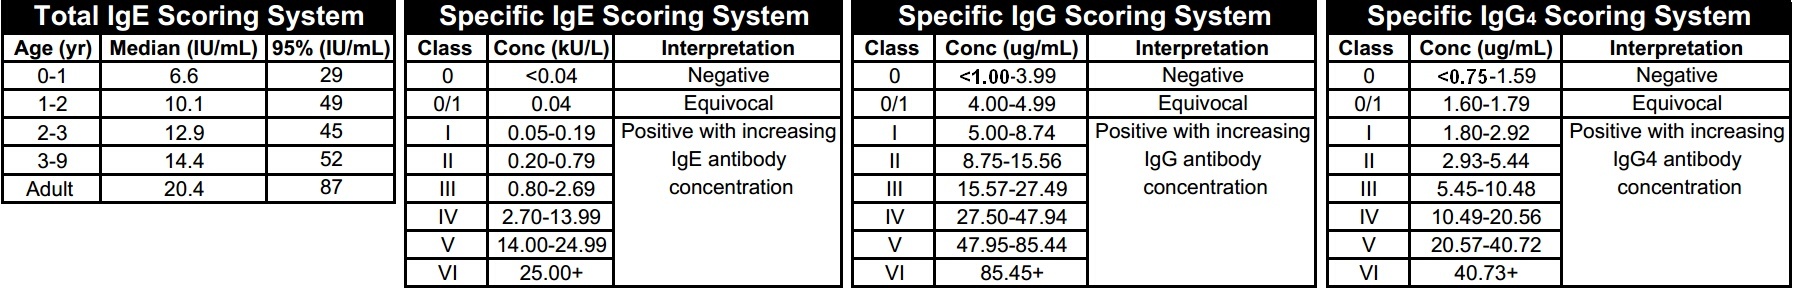 Total IgE Scoring System
Age (yr) Median (IU/mL) 95% (IU/mL)
0-1 6.6 29
1-2 10.1 49
2-3 12.9 45
3-9 14.4 52
Adult 20.4 87
Specific IgE Scoring System
Class Conc (kU/L) Interpretation
0 <0.04 Negative
0/1 0.04 Equivocal
I 0.05-0.19 Positive with increasing
II 0.20-0.79 IgE antibody
III 0.80-2.69 concentration
IV 2.70-13.99
V 14.00-24.99
VI 25.00+
Specific IgG Scoring System
Class Conc (ug/mL) Interpretation
0 <1.00-3.99 Negative
0/1 4.00-4.99 Equivocal
I 5.00-8.74 Positive with increasing
II 8.75-15.56 IgG antibody
III 15.57-27.49 concentration
IV 27.50-47.94
V 47.95-85.44
VI 85.45+
Specific IgG4 Scoring System
Class Conc (ug/mL) Interpretation
0 <0.75-1.59 Negative
0/1 1.60-1.79 Equivocal
I 1.80-2.92 Positive with increasing
II 2.93-5.44 IgG4 antibody
III 5.45-10.48 concentration
IV 10.49-20.56
V 20.57-40.72
VI 40.73+